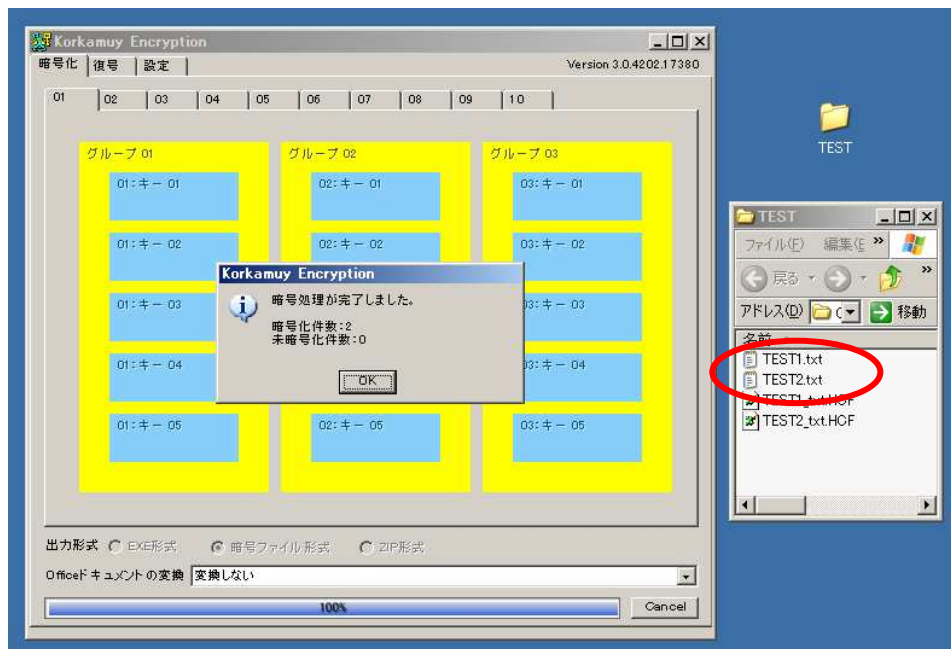 Korkamuy Encryption
暗号化 復号 設定 Version 3.0.4202.17380
01 02 03 04 05 06 07 08 09 10
グループ 01 グループ 02 グループ 03
01:キー 01 02:キー 01 03:キー 01
01:キー 02 02:キー 02 03:キー 02
01:キー 03 03:キー 03
01:キー 04 03:キー 04
01:キー 05 02:キー 05 03:キー 05
Korkamuy Encryption
暗号処理が完了しました。
暗号化件数:2
未暗号化件数:0
OK
出力形式 EXE形式 暗号ファイル形式 ZIP形式
Officeドキュメントの変換 変換しない
100% Cancel
TEST
TEST
ファイル(F) 編集(E »
戻る »
アドレス(D) 移動
名前
TEST1.txt
TEST2.txt
TEST1_txt.HCF
TEST2_txt.HCF